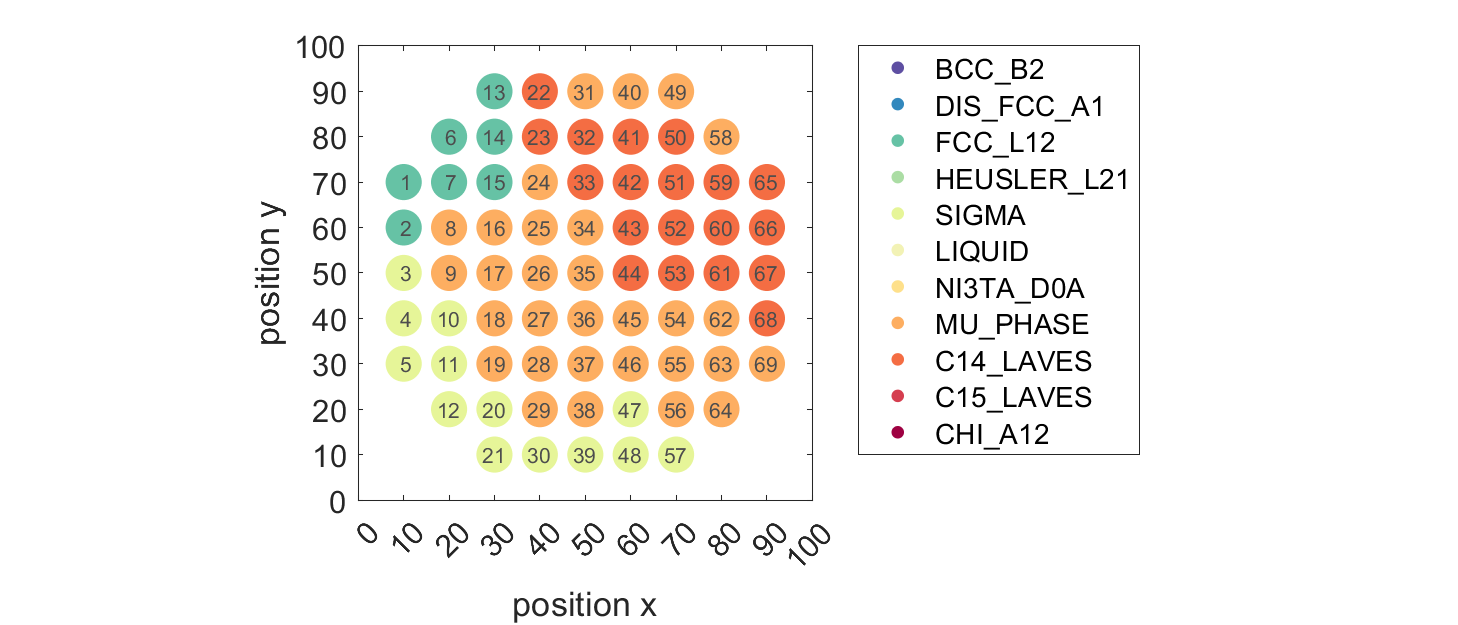 100
90
80
70
60
50
40
30
20
10
0
position y
13 22 31 40 49
6 14 23 32 41 50 58
1 7 15 24 33 42 51 59 65
2 8 16 25 34 43 52 60 66
3 9 17 26 35 44 53 61 67
4 10 18 27 36 45 54 62 68
5 11 19 28 37 46 55 63 69
12 20 29 38 47 56 64
21 30 39 48 57
0 10 20 30 40 50 60 70 80 90 100
position x
BCC_B2
DIS_FCC_A1
FCC_L12
HEUSLER_L21
SIGMA
LIQUID
NI3TA_D0A
MU_PHASE
C14_LAVES
C15_LAVES
CHI_A12